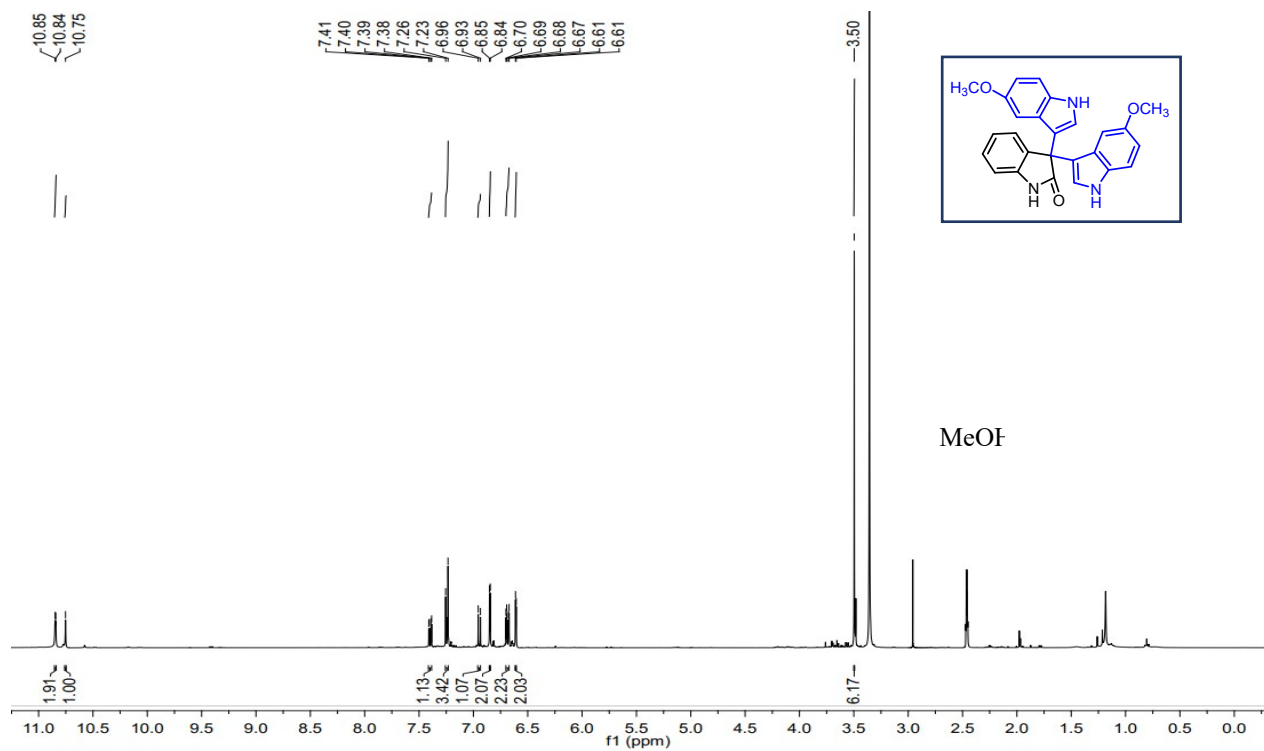 10.85 10.84 10.75 7.41 7.40 7.39 7.38 7.26 7.23 6.96 6.93 6.85 6.84 6.70 6.69 6.68 6.67 6.61 6.61 3.50
H3CO
NH
OCH3
N
H
O
N
H
MeOH
1.91 1.00 1.13 3.42 1.07 2.07 2.23 2.03 6.17
11.0 10.5 10.0 9.5 9.0 8.5 8.0 7.5 7.0 6.5 6.0 5.5 5.0 4.5 4.0 3.5 3.0 2.5 2.0 1.5 1.0 0.5 0.0
f1 (ppm)